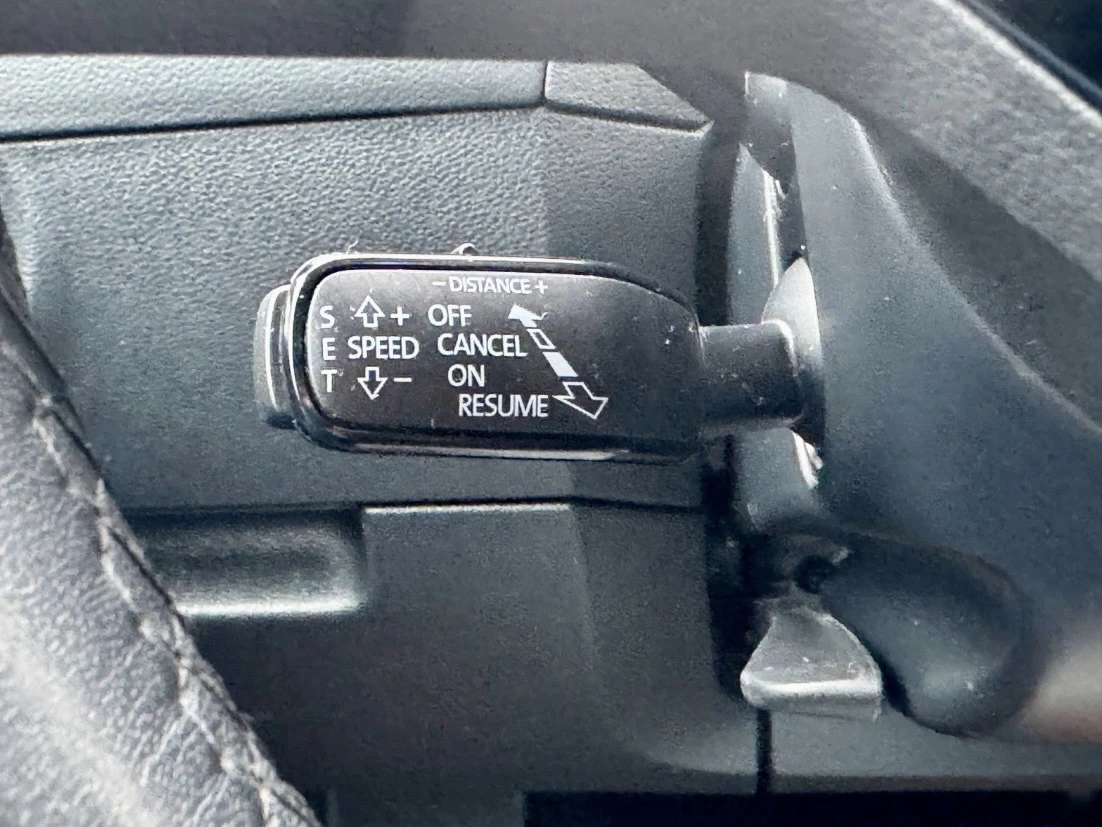 − DISTANCE +
S + OFF
E SPEED CANCEL
T − ON
RESUME